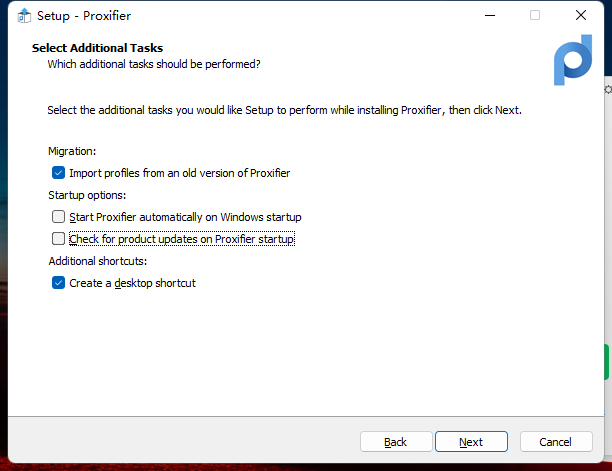 Setup - Proxifier
Select Additional Tasks
Which additional tasks should be performed?
Select the additional tasks you would like Setup to perform while installing Proxifier, then click Next.
Migration:
Import profiles from an old version of Proxifier
Startup options:
Start Proxifier automatically on Windows startup
Check for product updates on Proxifier startup
Additional shortcuts:
Create a desktop shortcut
Back
Next
Cancel